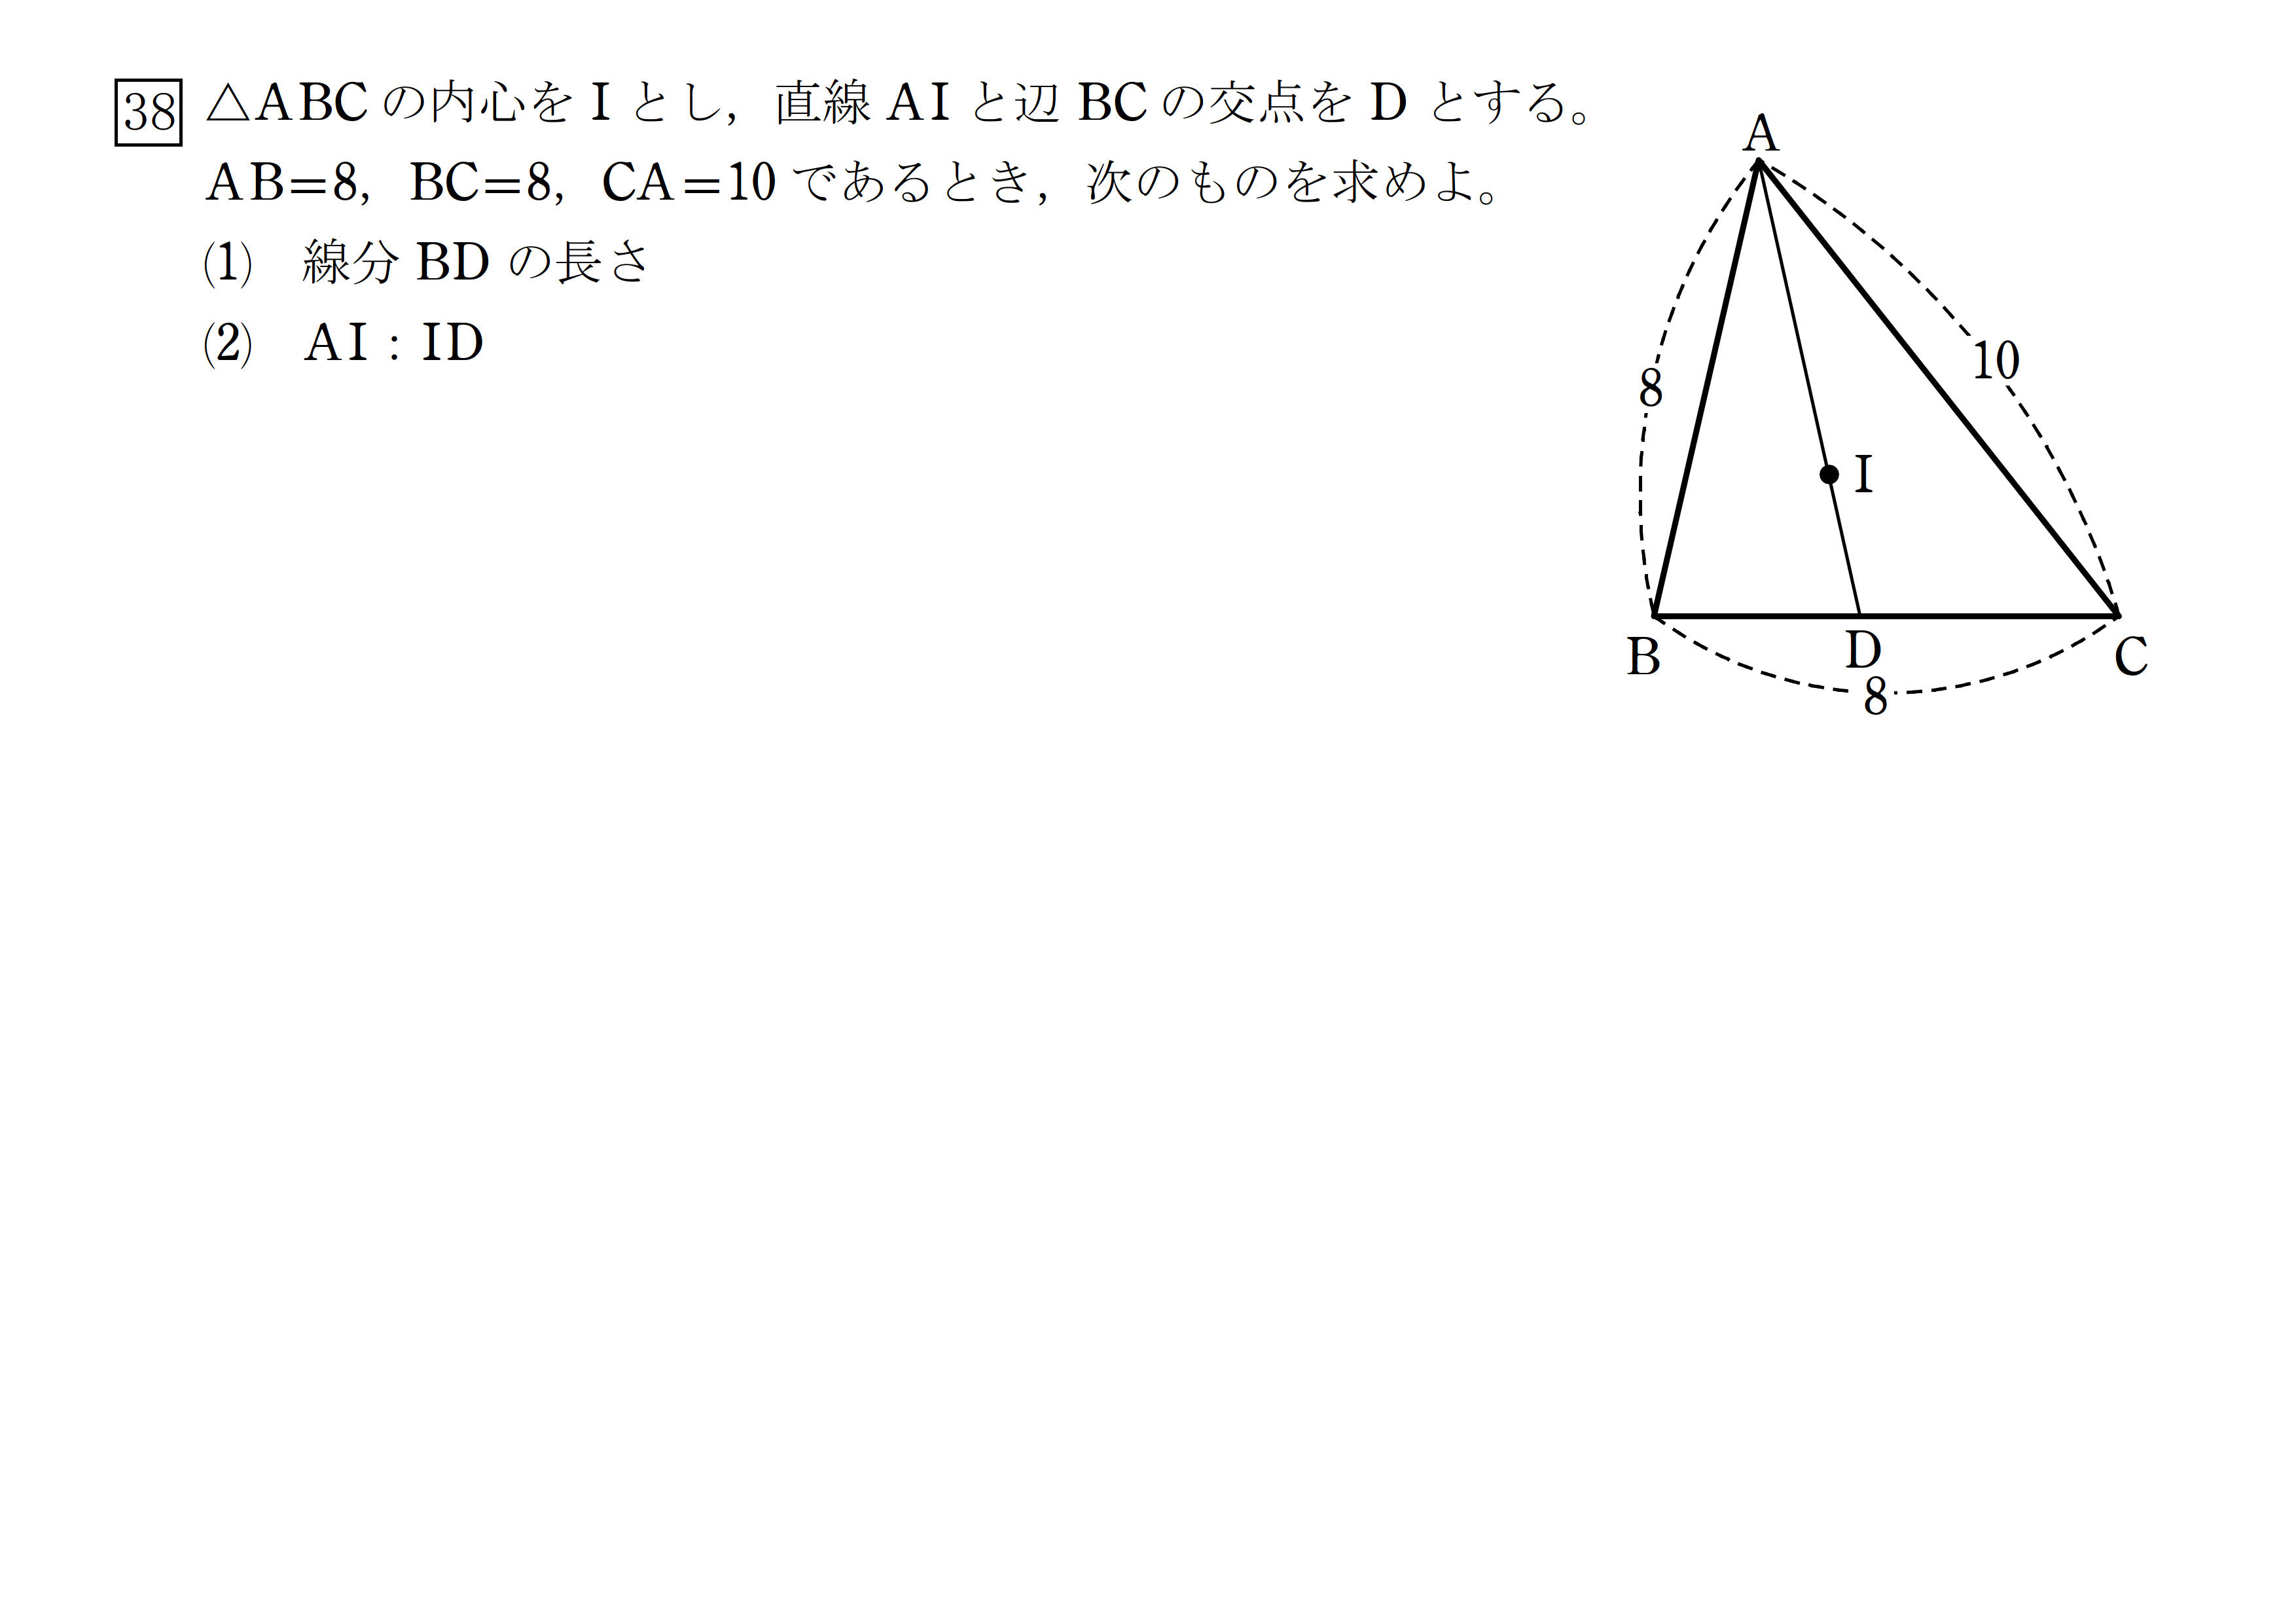 38 △ABC の内心を I とし，直線 AI と辺 BC の交点を D とする。
AB=8，BC=8，CA=10 であるとき，次のものを求めよ。
(1)　線分 BD の長さ
(2)　AI：ID
A
10
8
I
B
D
C
8